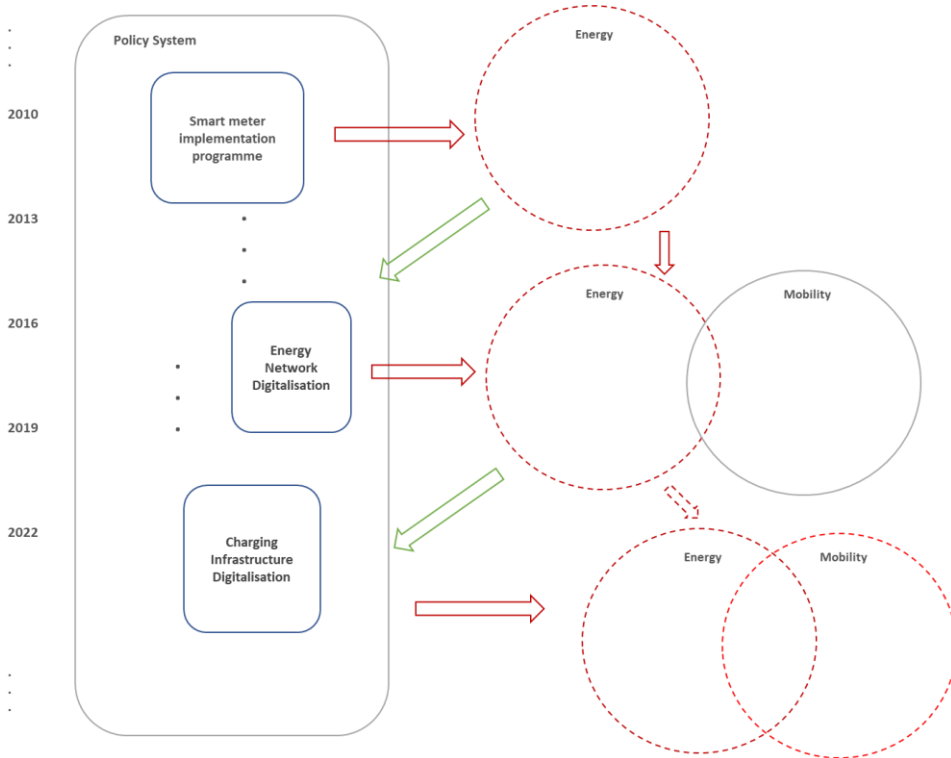 Policy System
Energy
2010
Smart meter
implementation
programme
2013
Energy
Mobility
2016
Energy
Network
Digitalisation
2019
2022
Charging
Infrastructure
Digitalisation
Energy
Mobility